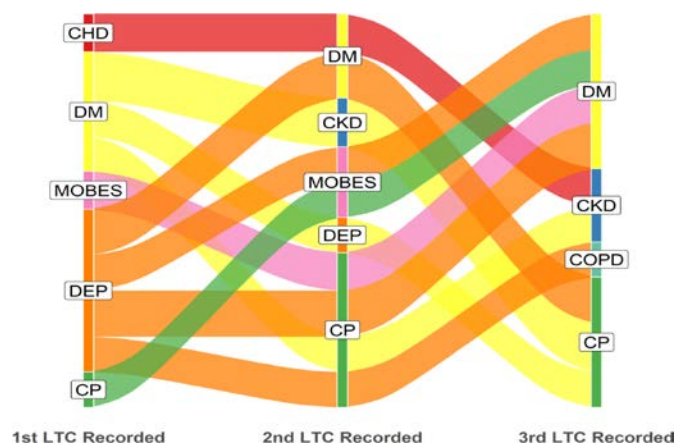 CHD
DM
MOBES
DEP
CP
DM
CKD
MOBES
DEP
CP
DM
CKD
COPD
CP
1st LTC Recorded
2nd LTC Recorded
3rd LTC Recorded